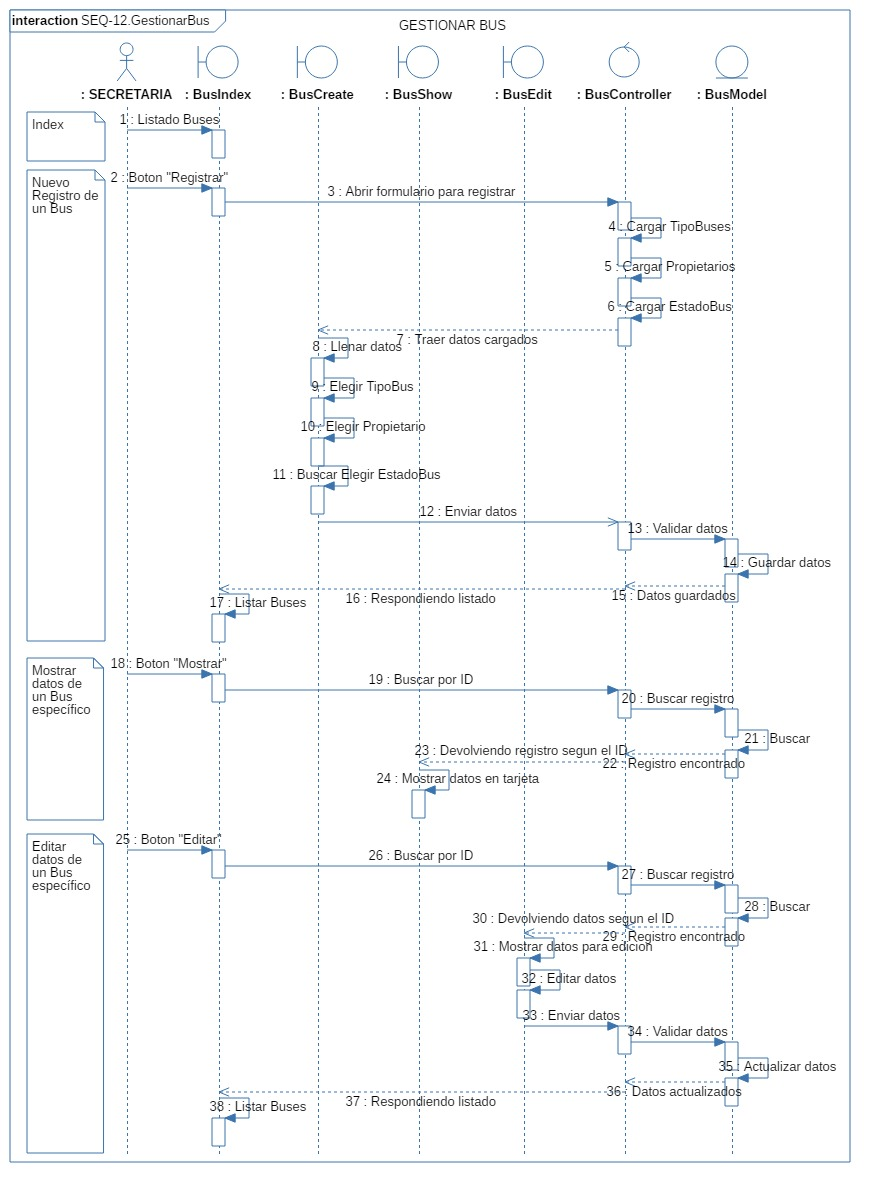 interaction SEQ-12.GestionarBus
GESTIONAR BUS
: SECRETARIA
: BusIndex
: BusCreate
: BusShow
: BusEdit
: BusController
: BusModel
Index
1 : Listado Buses
Nuevo
Registro de
un Bus
2 : Boton "Registrar"
3 : Abrir formulario para registrar
4 : Cargar TipoBuses
5 : Cargar Propietarios
6 : Cargar EstadoBus
7 : Traer datos cargados
8 : Llenar datos
9 : Elegir TipoBus
10 : Elegir Propietario
11 : Buscar Elegir EstadoBus
12 : Enviar datos
13 : Validar datos
14 : Guardar datos
15 : Datos guardados
16 : Respondiendo listado
17 : Listar Buses
Mostrar
datos de
un Bus
específico
18 : Boton "Mostrar"
19 : Buscar por ID
20 : Buscar registro
21 : Buscar
22 : Registro encontrado
23 : Devolviendo registro segun el ID
24 : Mostrar datos en tarjeta
Editar
datos de
un Bus
específico
25 : Boton "Editar"
26 : Buscar por ID
27 : Buscar registro
28 : Buscar
29 : Registro encontrado
30 : Devolviendo datos segun el ID
31 : Mostrar datos para edicion
32 : Editar datos
33 : Enviar datos
34 : Validar datos
35 : Actualizar datos
36 : Datos actualizados
37 : Respondiendo listado
38 : Listar Buses